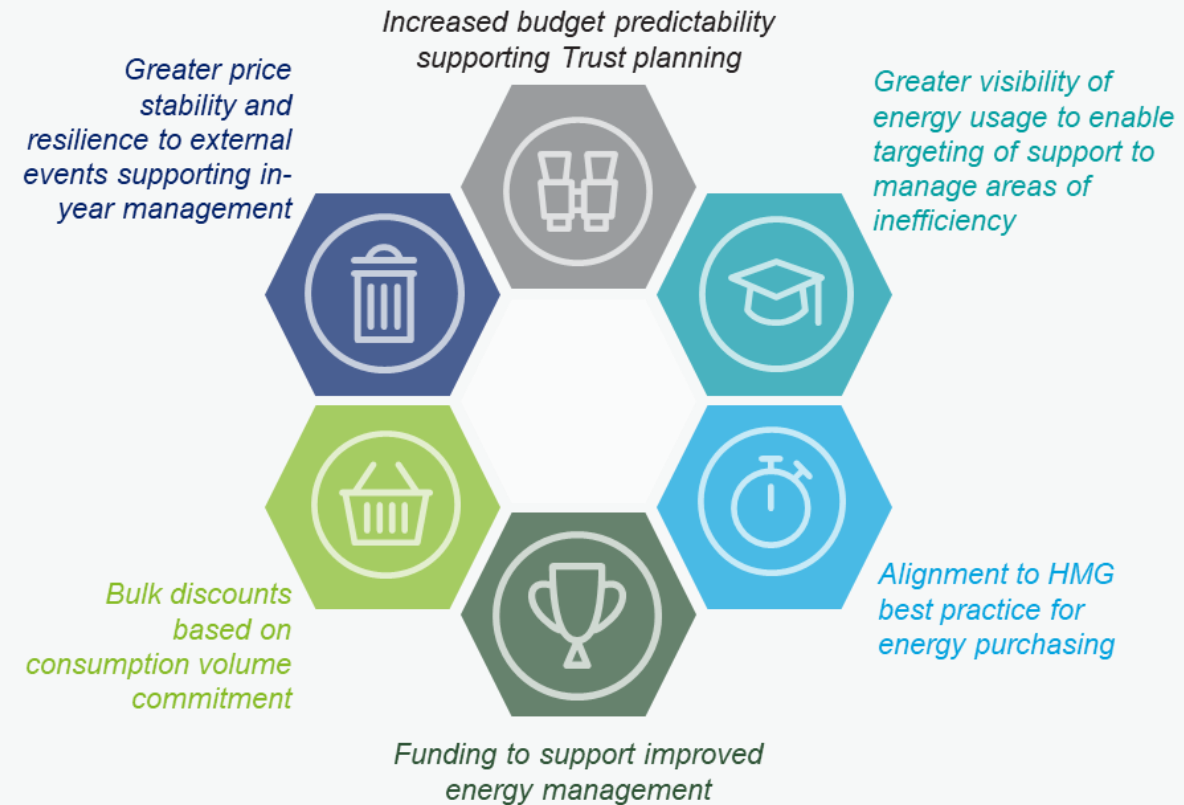 Increased budget predictability
supporting Trust planning
Greater price
stability and
resilience to external
events supporting in-
year management
Greater visibility of
energy usage to enable
targeting of support to
manage areas of
inefficiency
Bulk discounts
based on
consumption volume
commitment
Alignment to HMG
best practice for
energy purchasing
Funding to support improved
energy management